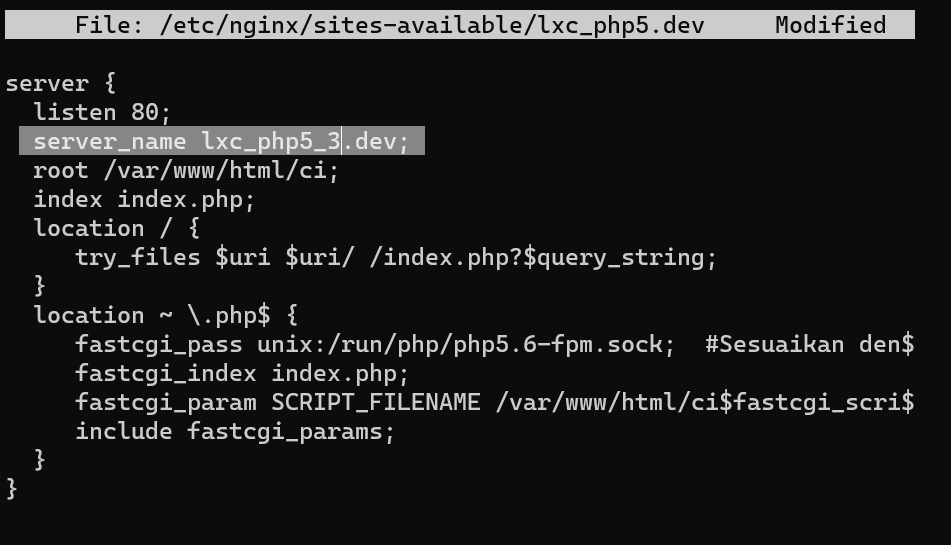 File: /etc/nginx/sites-available/lxc_php5.dev Modified
server {
listen 80;
server_name lxc_php5_3.dev;
root /var/www/html/ci;
index index.php;
location / {
try_files $uri $uri/ /index.php?$query_string;
}
location ~ \.php$ {
fastcgi_pass unix:/run/php/php5.6-fpm.sock; #Sesuaikan den$
fastcgi_index index.php;
fastcgi_param SCRIPT_FILENAME /var/www/html/ci$fastcgi_scri$
include fastcgi_params;
}
}